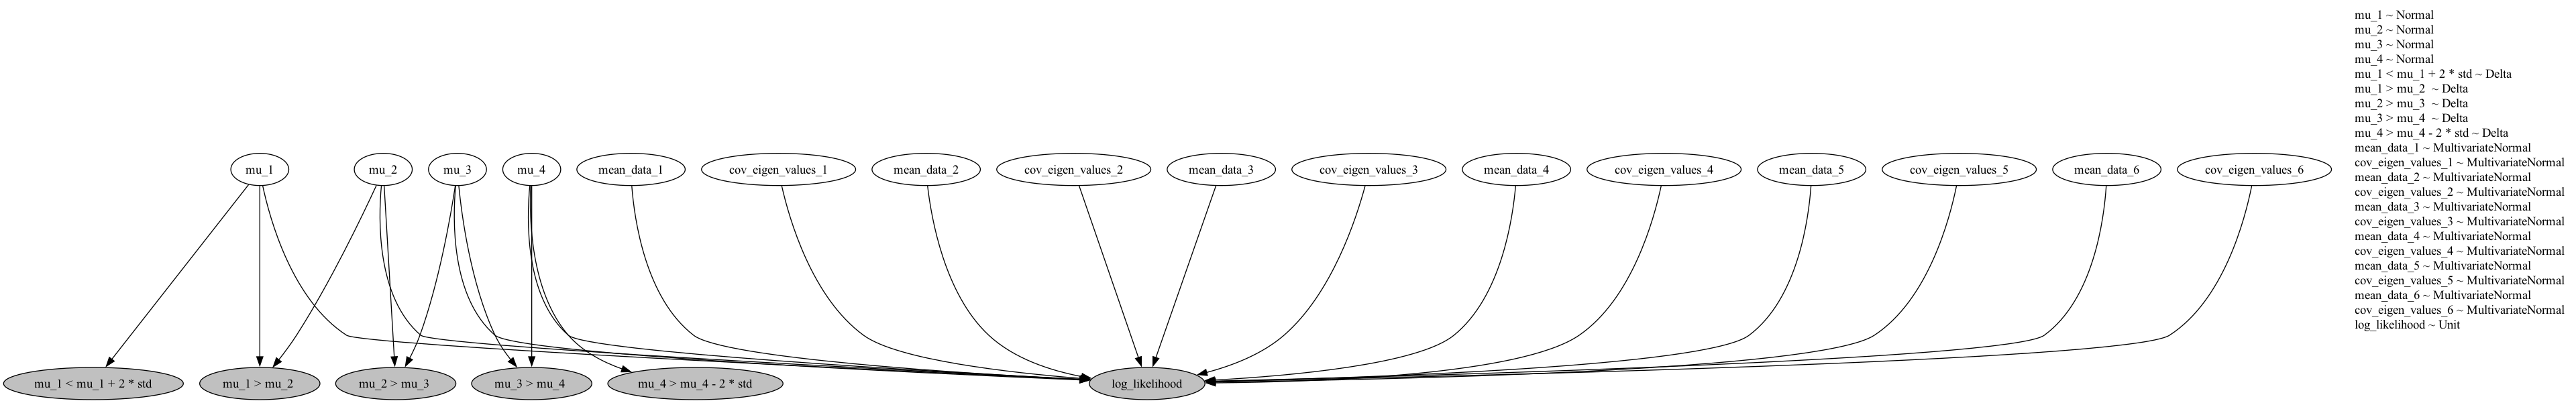 mu_1 ~ Normal
mu_2 ~ Normal
mu_3 ~ Normal
mu_4 ~ Normal
mu_1 < mu_1 + 2 * std ~ Delta
mu_1 > mu_2  ~ Delta
mu_2 > mu_3  ~ Delta
mu_3 > mu_4  ~ Delta
mu_4 > mu_4 - 2 * std ~ Delta
mean_data_1 ~ MultivariateNormal
cov_eigen_values_1 ~ MultivariateNormal
mean_data_2 ~ MultivariateNormal
cov_eigen_values_2 ~ MultivariateNormal
mean_data_3 ~ MultivariateNormal
cov_eigen_values_3 ~ MultivariateNormal
mean_data_4 ~ MultivariateNormal
cov_eigen_values_4 ~ MultivariateNormal
mean_data_5 ~ MultivariateNormal
cov_eigen_values_5 ~ MultivariateNormal
mean_data_6 ~ MultivariateNormal
cov_eigen_values_6 ~ MultivariateNormal
log_likelihood ~ Unit
mu_1
mu_2
mu_3
mu_4
mean_data_1
cov_eigen_values_1
mean_data_2
cov_eigen_values_2
mean_data_3
cov_eigen_values_3
mean_data_4
cov_eigen_values_4
mean_data_5
cov_eigen_values_5
mean_data_6
cov_eigen_values_6
mu_1 < mu_1 + 2 * std
mu_1 > mu_2
mu_2 > mu_3
mu_3 > mu_4
mu_4 > mu_4 - 2 * std
log_likelihood